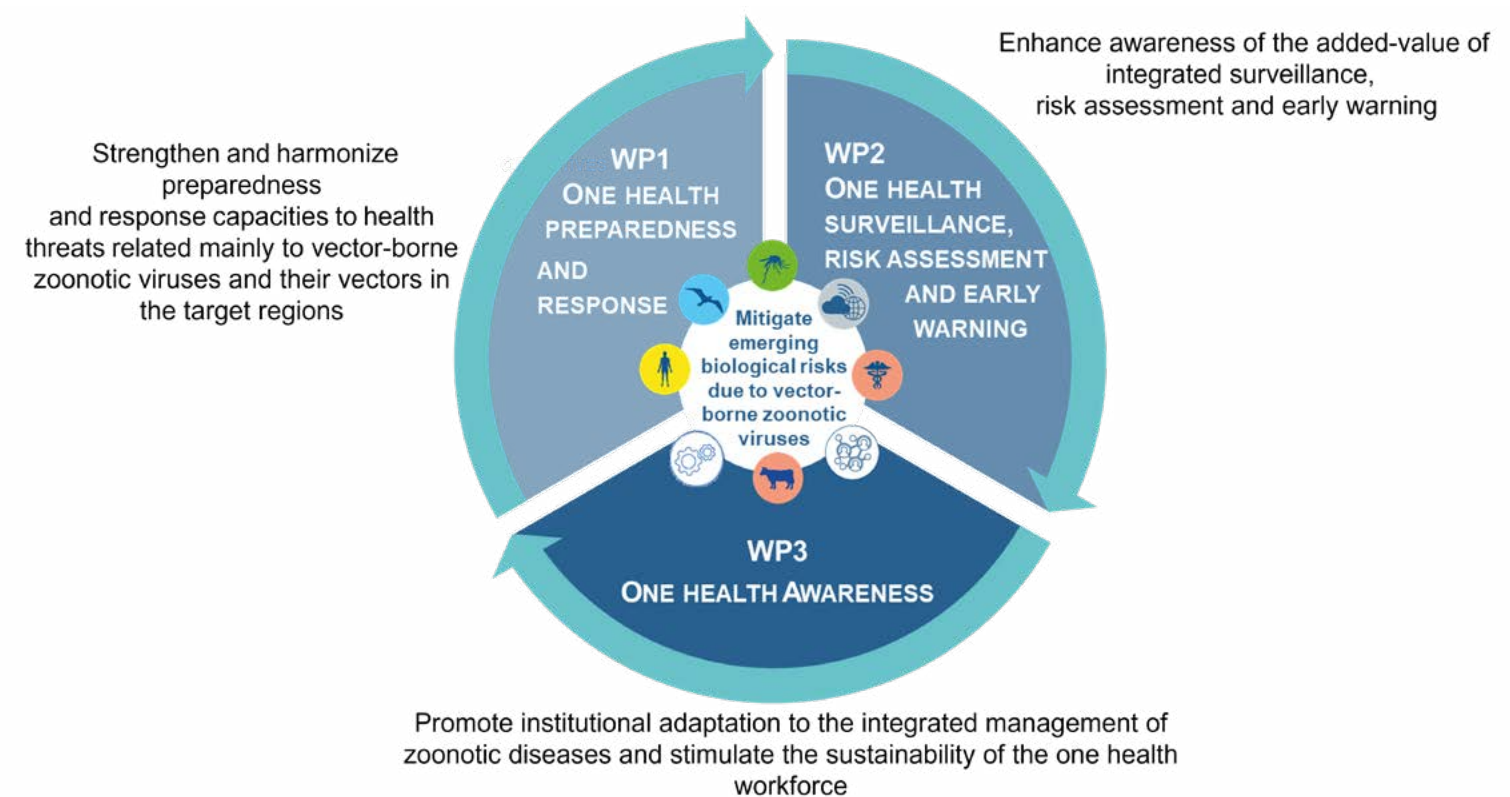 Enhance awareness of the added-value of
integrated surveillance,
risk assessment and early warning
Strengthen and harmonize
preparedness
and response capacities to health
threats related mainly to vector-borne
zoonotic viruses and their vectors in
the target regions
WP1
ONE HEALTH
PREPAREDNESS
AND
RESPONSE
WP2
ONE HEALTH
SURVEILLANCE,
RISK ASSESSMENT
AND EARLY
WARNING
Mitigate
emerging
biological risks
due to vector-
borne zoonotic
viruses
WP3
ONE HEALTH AWARENESS
Promote institutional adaptation to the integrated management of
zoonotic diseases and stimulate the sustainability of the one health
workforce